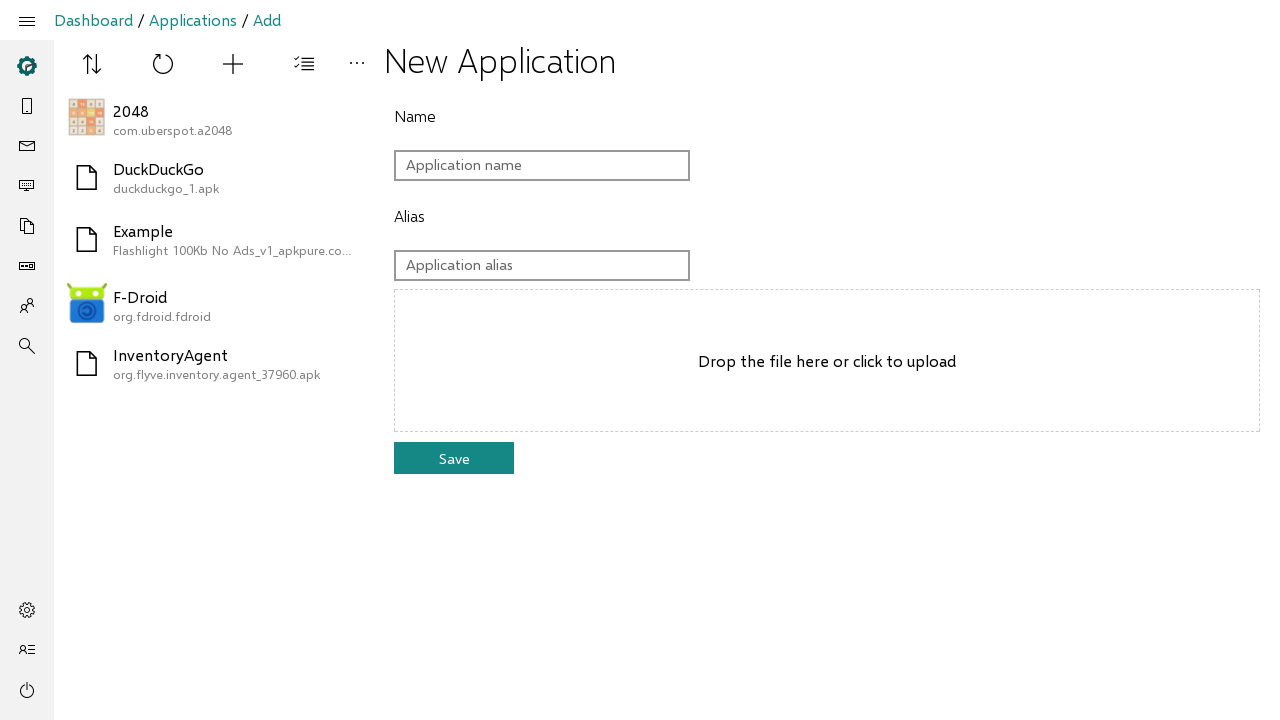 Dashboard / Applications / Add
New Application
2048
com.uberspot.a2048
DuckDuckGo
duckduckgo_1.apk
Example
Flashlight 100Kb No Ads_v1_apkpure.co...
F-Droid
org.fdroid.fdroid
InventoryAgent
org.flyve.inventory.agent_37960.apk
Name
Application name
Alias
Application alias
Drop the file here or click to upload
Save